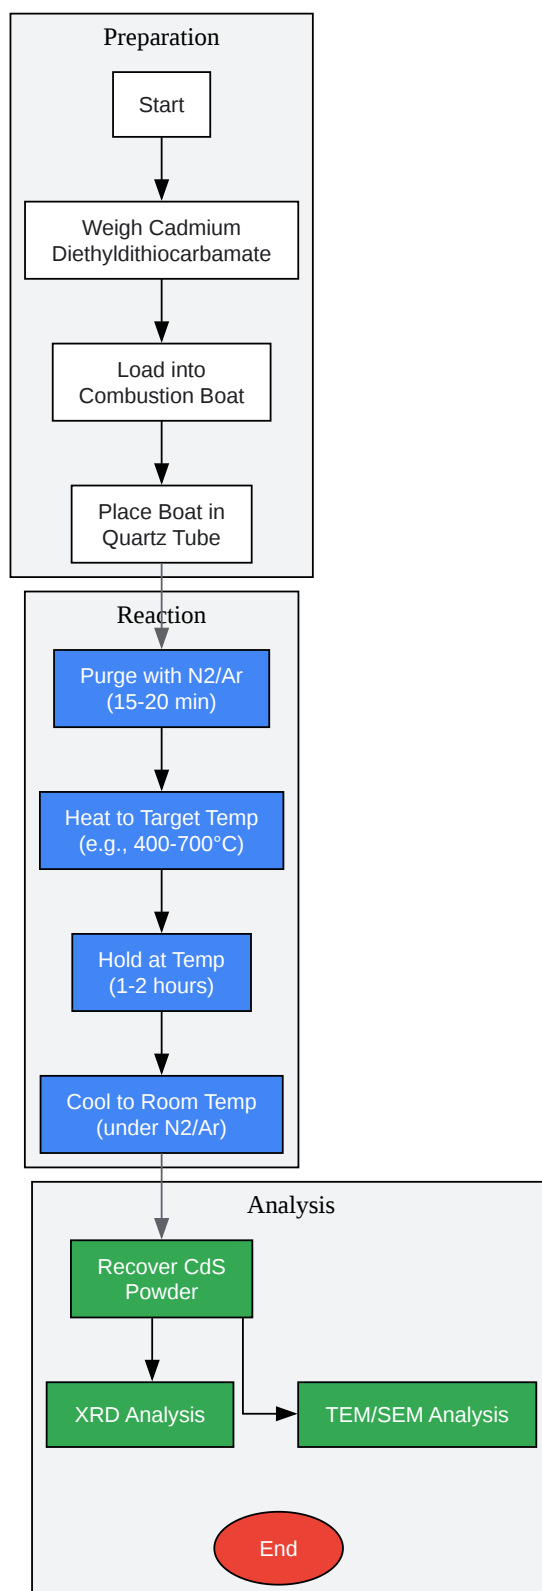 Preparation
Start
Weigh Cadmium
Diethyldithiocarbamate
Load into
Combustion Boat
Place Boat in
Quartz Tube
Reaction
Purge with N2/Ar
(15-20 min)
Heat to Target Temp
(e.g., 400-700°C)
Hold at Temp
(1-2 hours)
Cool to Room Temp
(under N2/Ar)
Analysis
Recover CdS
Powder
XRD Analysis
TEM/SEM Analysis
End